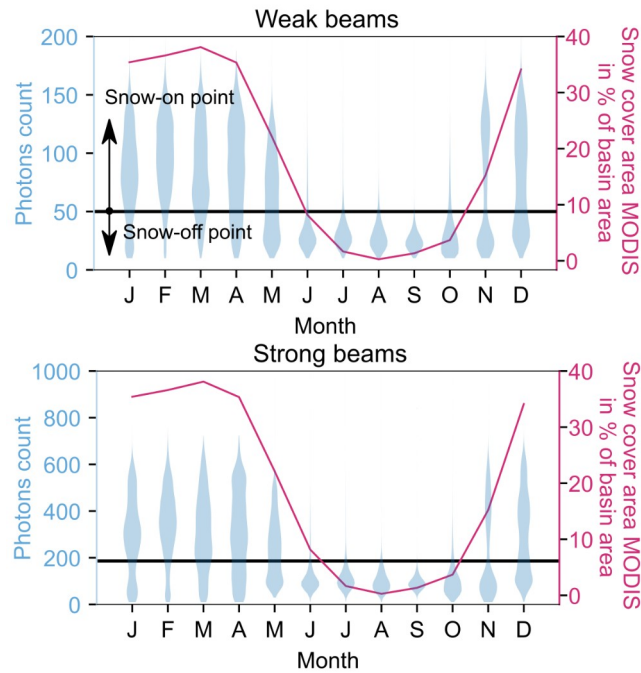 Weak beams
Photons count
200
150
100
50
0
Snow-on point
Snow-off point
40
30
20
10
0
Snow cover area MODIS
in % of basin area
J F M A M J J A S O N D
Month
Strong beams
Photons count
1000
800
600
400
200
0
40
30
20
10
0
Snow cover area MODIS
in % of basin area
J F M A M J J A S O N D
Month